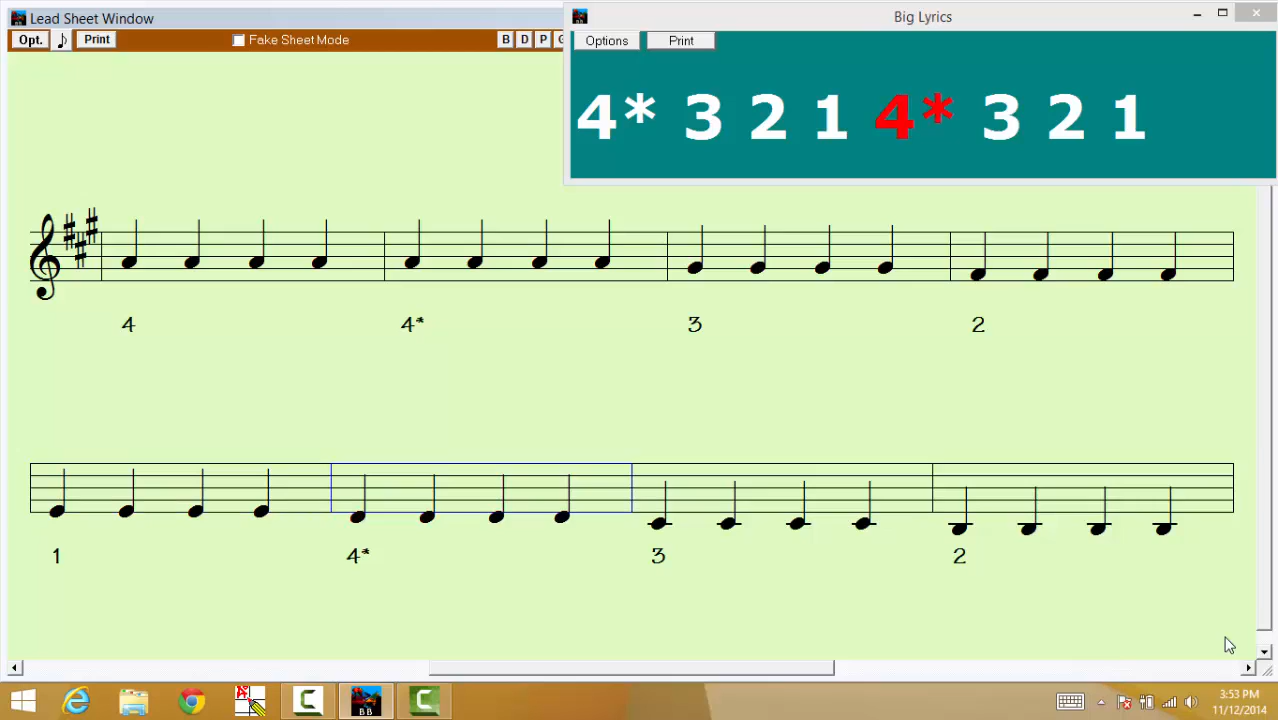 Lead Sheet Window
Big Lyrics
Opt. Print Fake Sheet Mode B D P
Options Print
4* 3 2 1 4* 3 2 1
4 4* 3 2
1 4* 3 2
BB
3:53 PM
11/12/2014